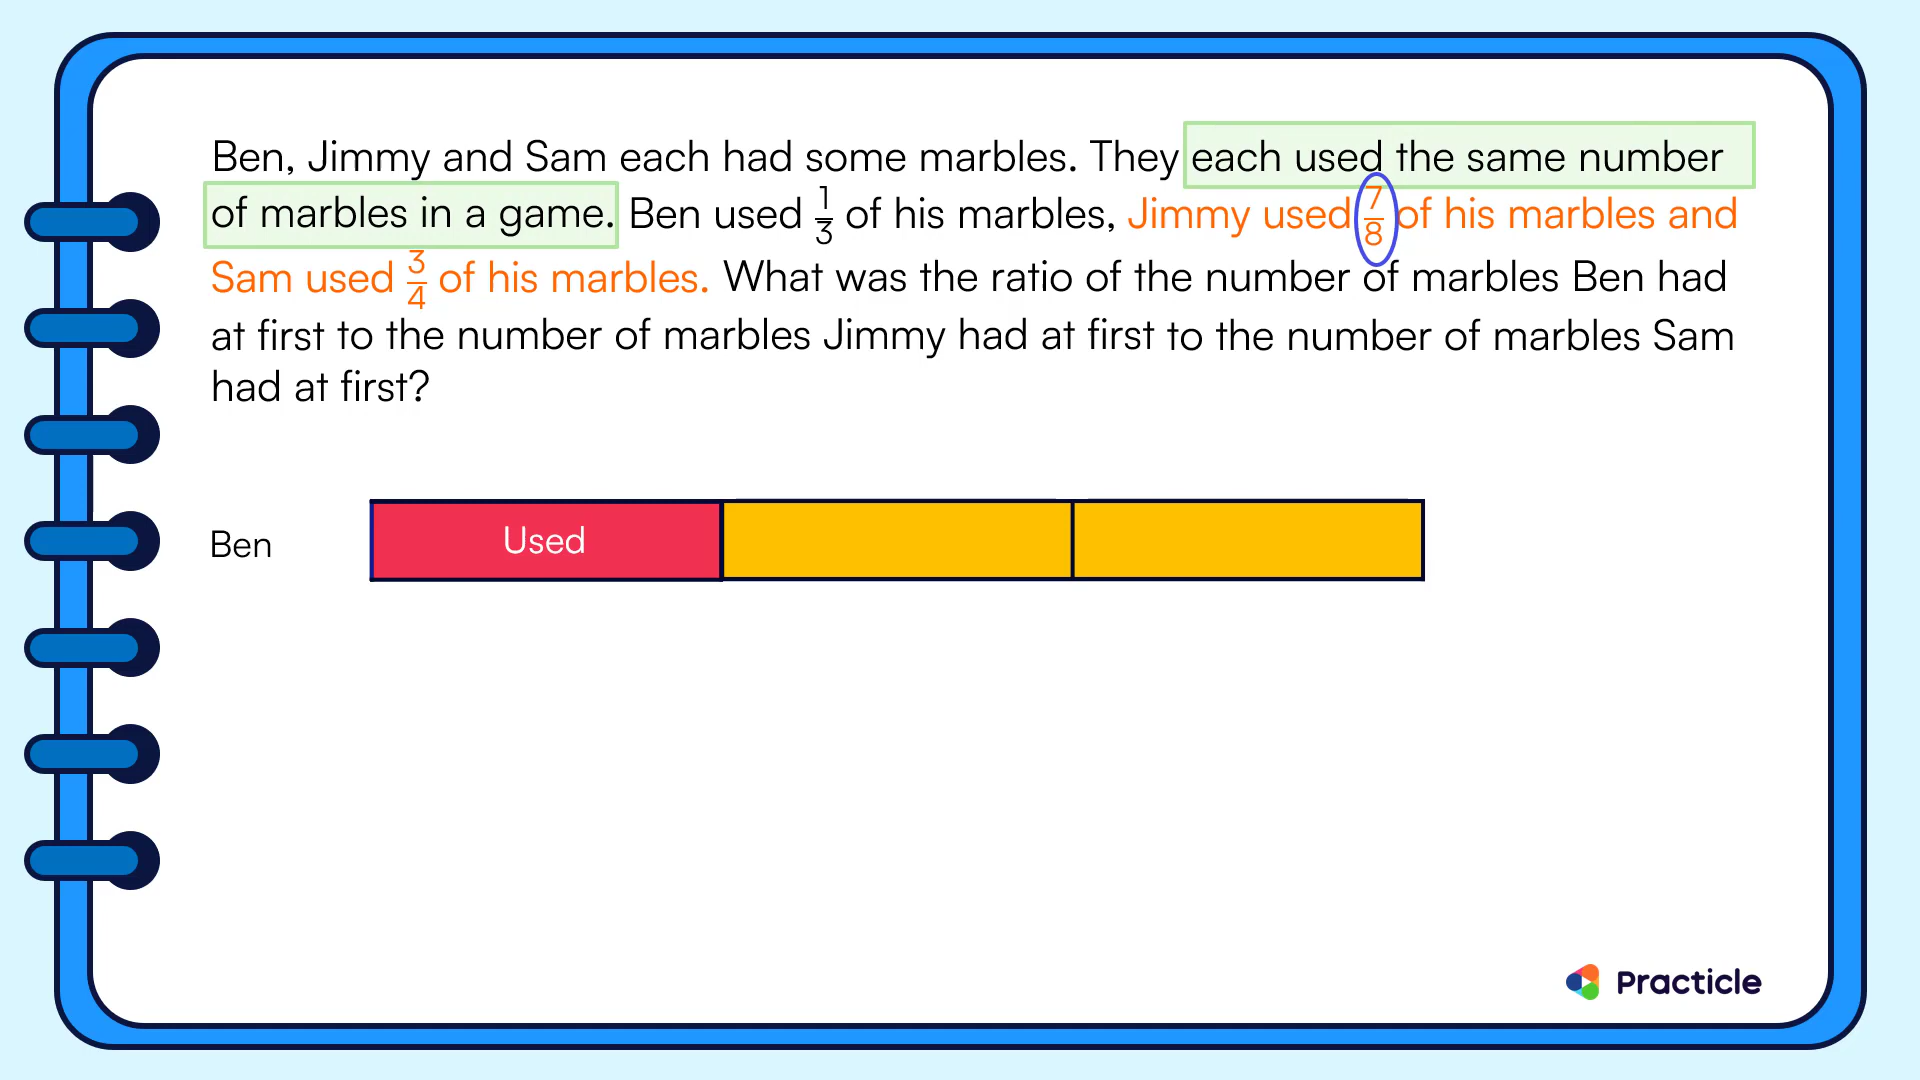 Ben, Jimmy and Sam each had some marbles. They each used the same number
of marbles in a game. Ben used 1/3 of his marbles, Jimmy used 7/8 of his marbles and
Sam used 3/4 of his marbles. What was the ratio of the number of marbles Ben had
at first to the number of marbles Jimmy had at first to the number of marbles Sam
had at first?
Ben
Used
Practicle